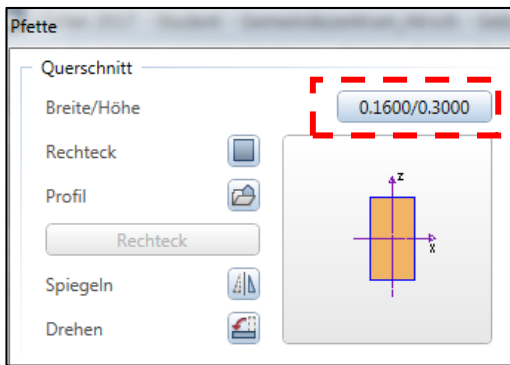 Pfette
Querschnitt
Breite/Höhe 0.1600/0.3000
Rechteck
Profil
Rechteck
Spiegeln
Drehen
z
x